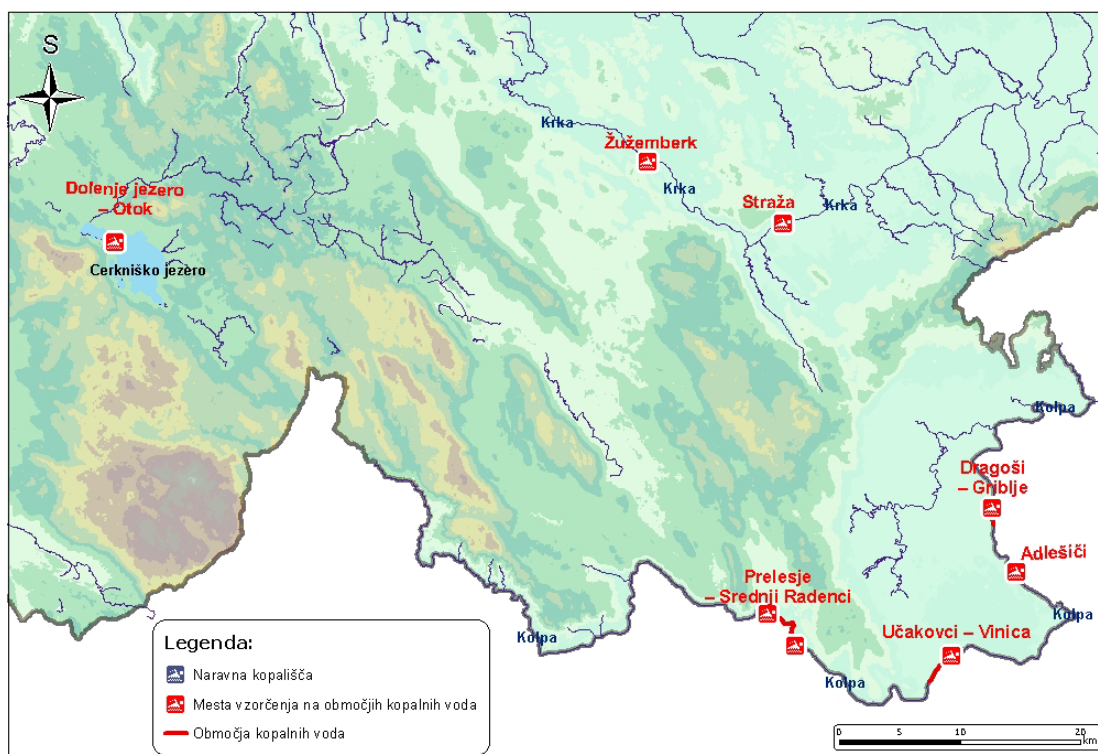 S
Krka
Žužemberk
Krka
Dolenje jezero
– Otok
Straža
Krka
Cerkniško jezero
Kolpa
Dragoši
– Griblje
Adlešiči
Prelesje
– Srednji Radenci
Kolpa
Učakovci – Vinica
Kolpa
Kolpa
Legenda:
Naravna kopališča
Mesta vzorčenja na območjih kopalnih voda
Območja kopalnih voda
0 5 10 20
km